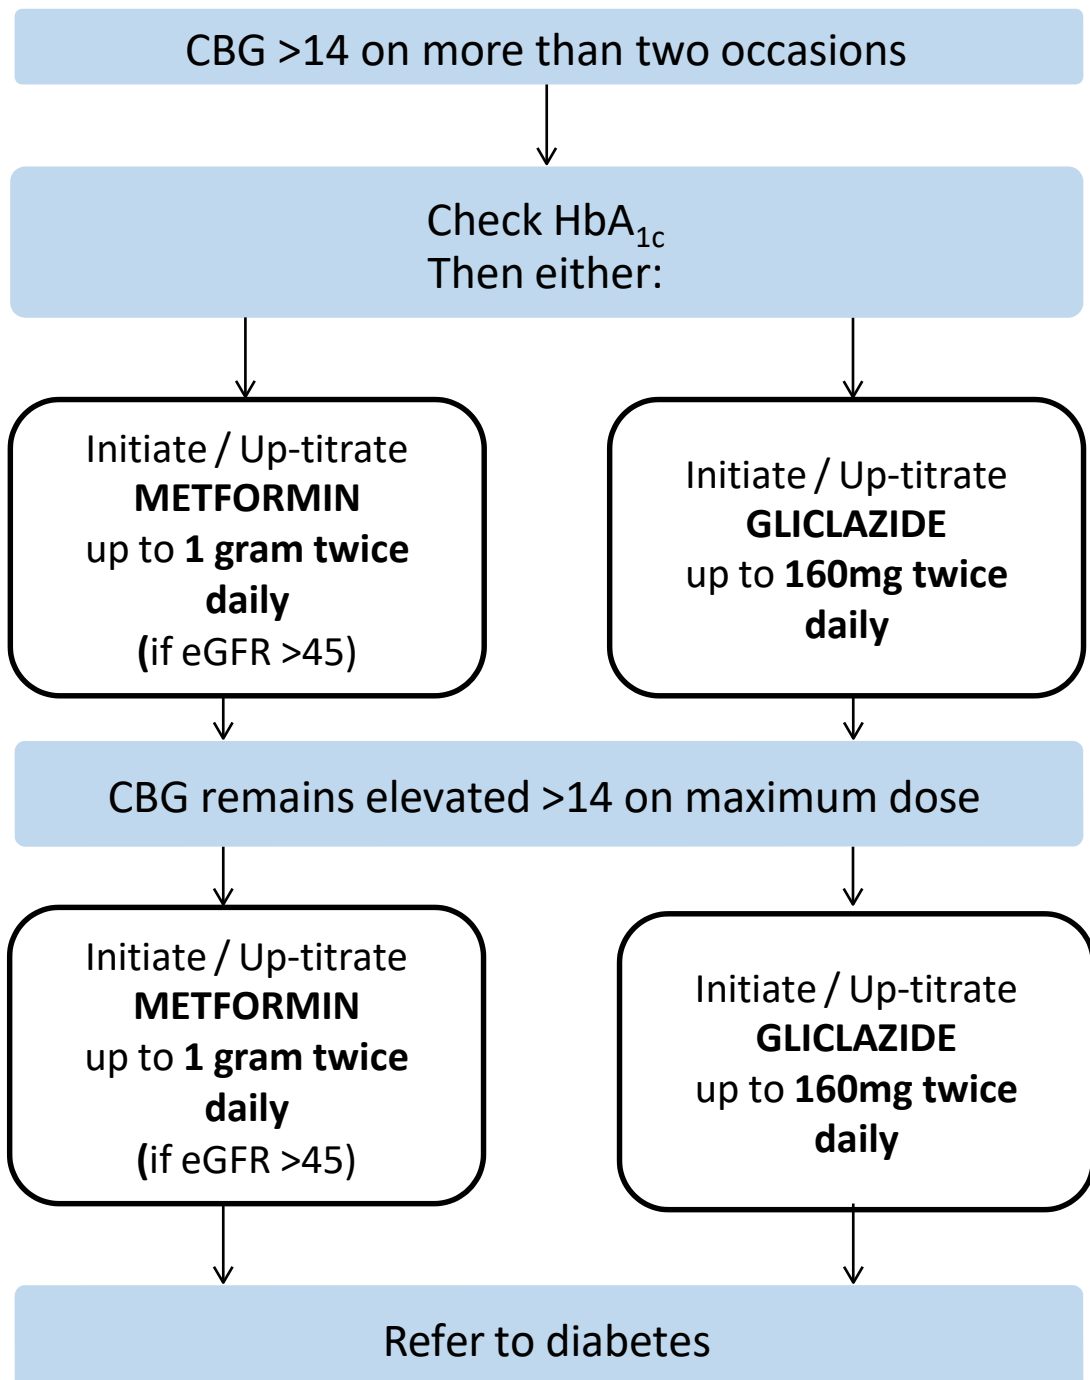 CBG >14 on more than two occasions
Check HbA1c
Then either:
Initiate / Up-titrate
METFORMIN
up to 1 gram twice
daily
(if eGFR >45)
Initiate / Up-titrate
GLICLAZIDE
up to 160mg twice
daily
CBG remains elevated >14 on maximum dose
Initiate / Up-titrate
METFORMIN
up to 1 gram twice
daily
(if eGFR >45)
Initiate / Up-titrate
GLICLAZIDE
up to 160mg twice
daily
Refer to diabetes